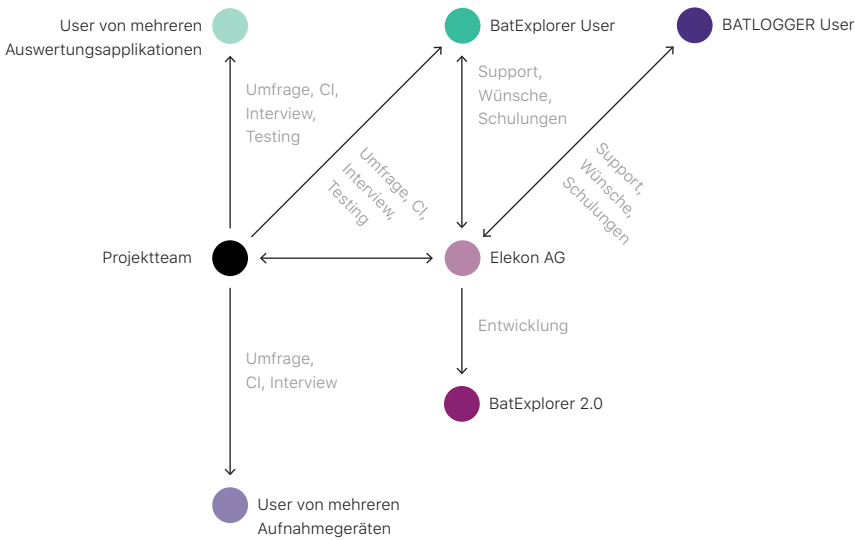 User von mehreren
Auswertungsapplikationen
BatExplorer User
BATLOGGER User
Umfrage, CI,
Interview,
Testing
Support,
Wünsche,
Schulungen
Umfrage, CI,
Interview,
Testing
Support,
Wünsche,
Schulungen
Projektteam
Elekon AG
Entwicklung
Umfrage,
CI, Interview
BatExplorer 2.0
User von mehreren
Aufnahmegeräten